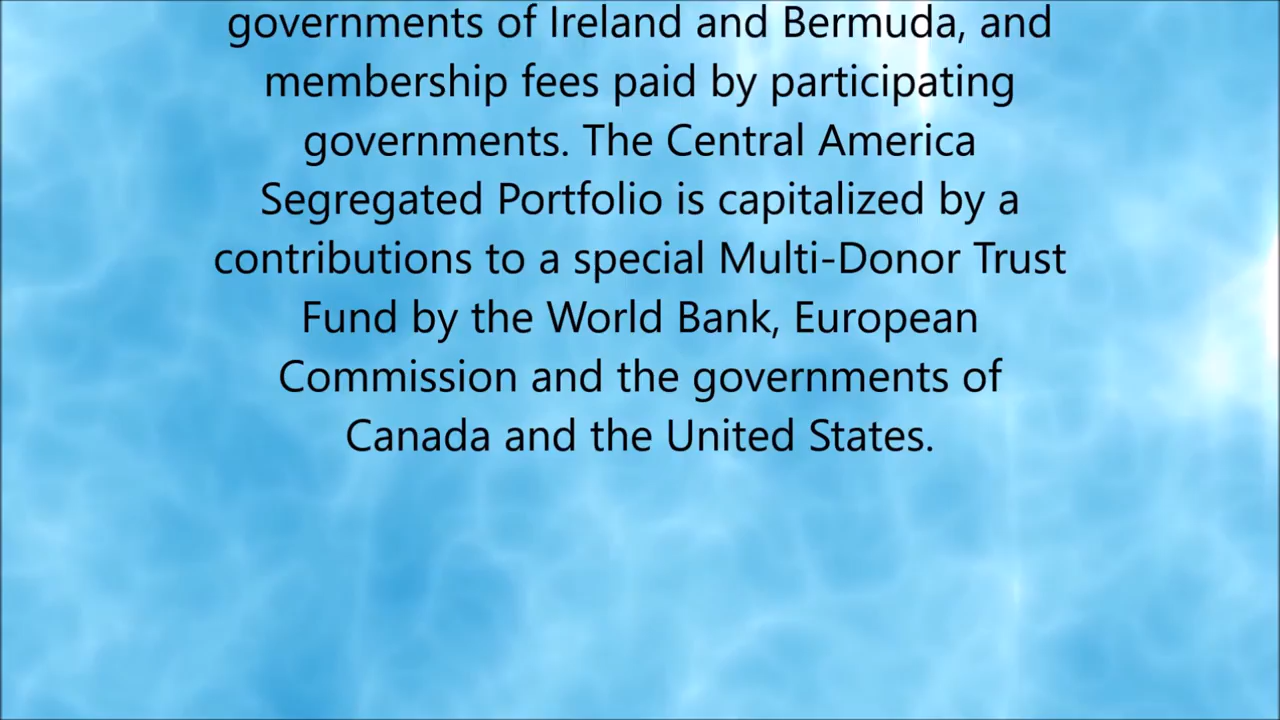 governments of Ireland and Bermuda, and
membership fees paid by participating
governments. The Central America
Segregated Portfolio is capitalized by a
contributions to a special Multi-Donor Trust
Fund by the World Bank, European
Commission and the governments of
Canada and the United States.